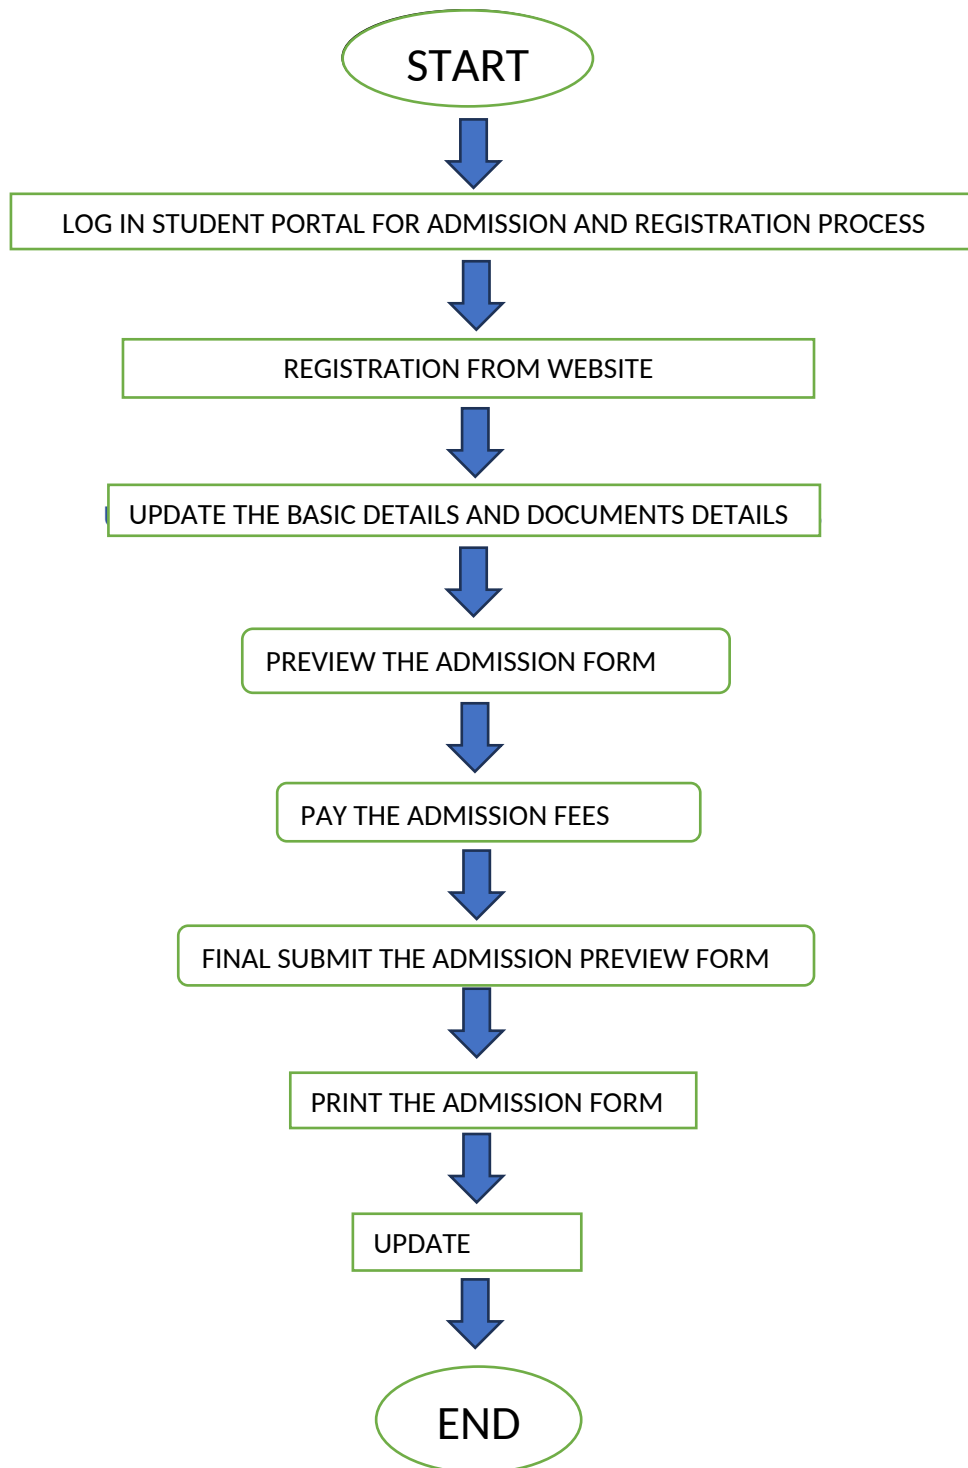 START
LOG IN STUDENT PORTAL FOR ADMISSION AND REGISTRATION PROCESS
REGISTRATION FROM WEBSITE
UPDATE THE BASIC DETAILS AND DOCUMENTS DETAILS
PREVIEW THE ADMISSION FORM
PAY THE ADMISSION FEES
FINAL SUBMIT THE ADMISSION PREVIEW FORM
PRINT THE ADMISSION FORM
UPDATE
END